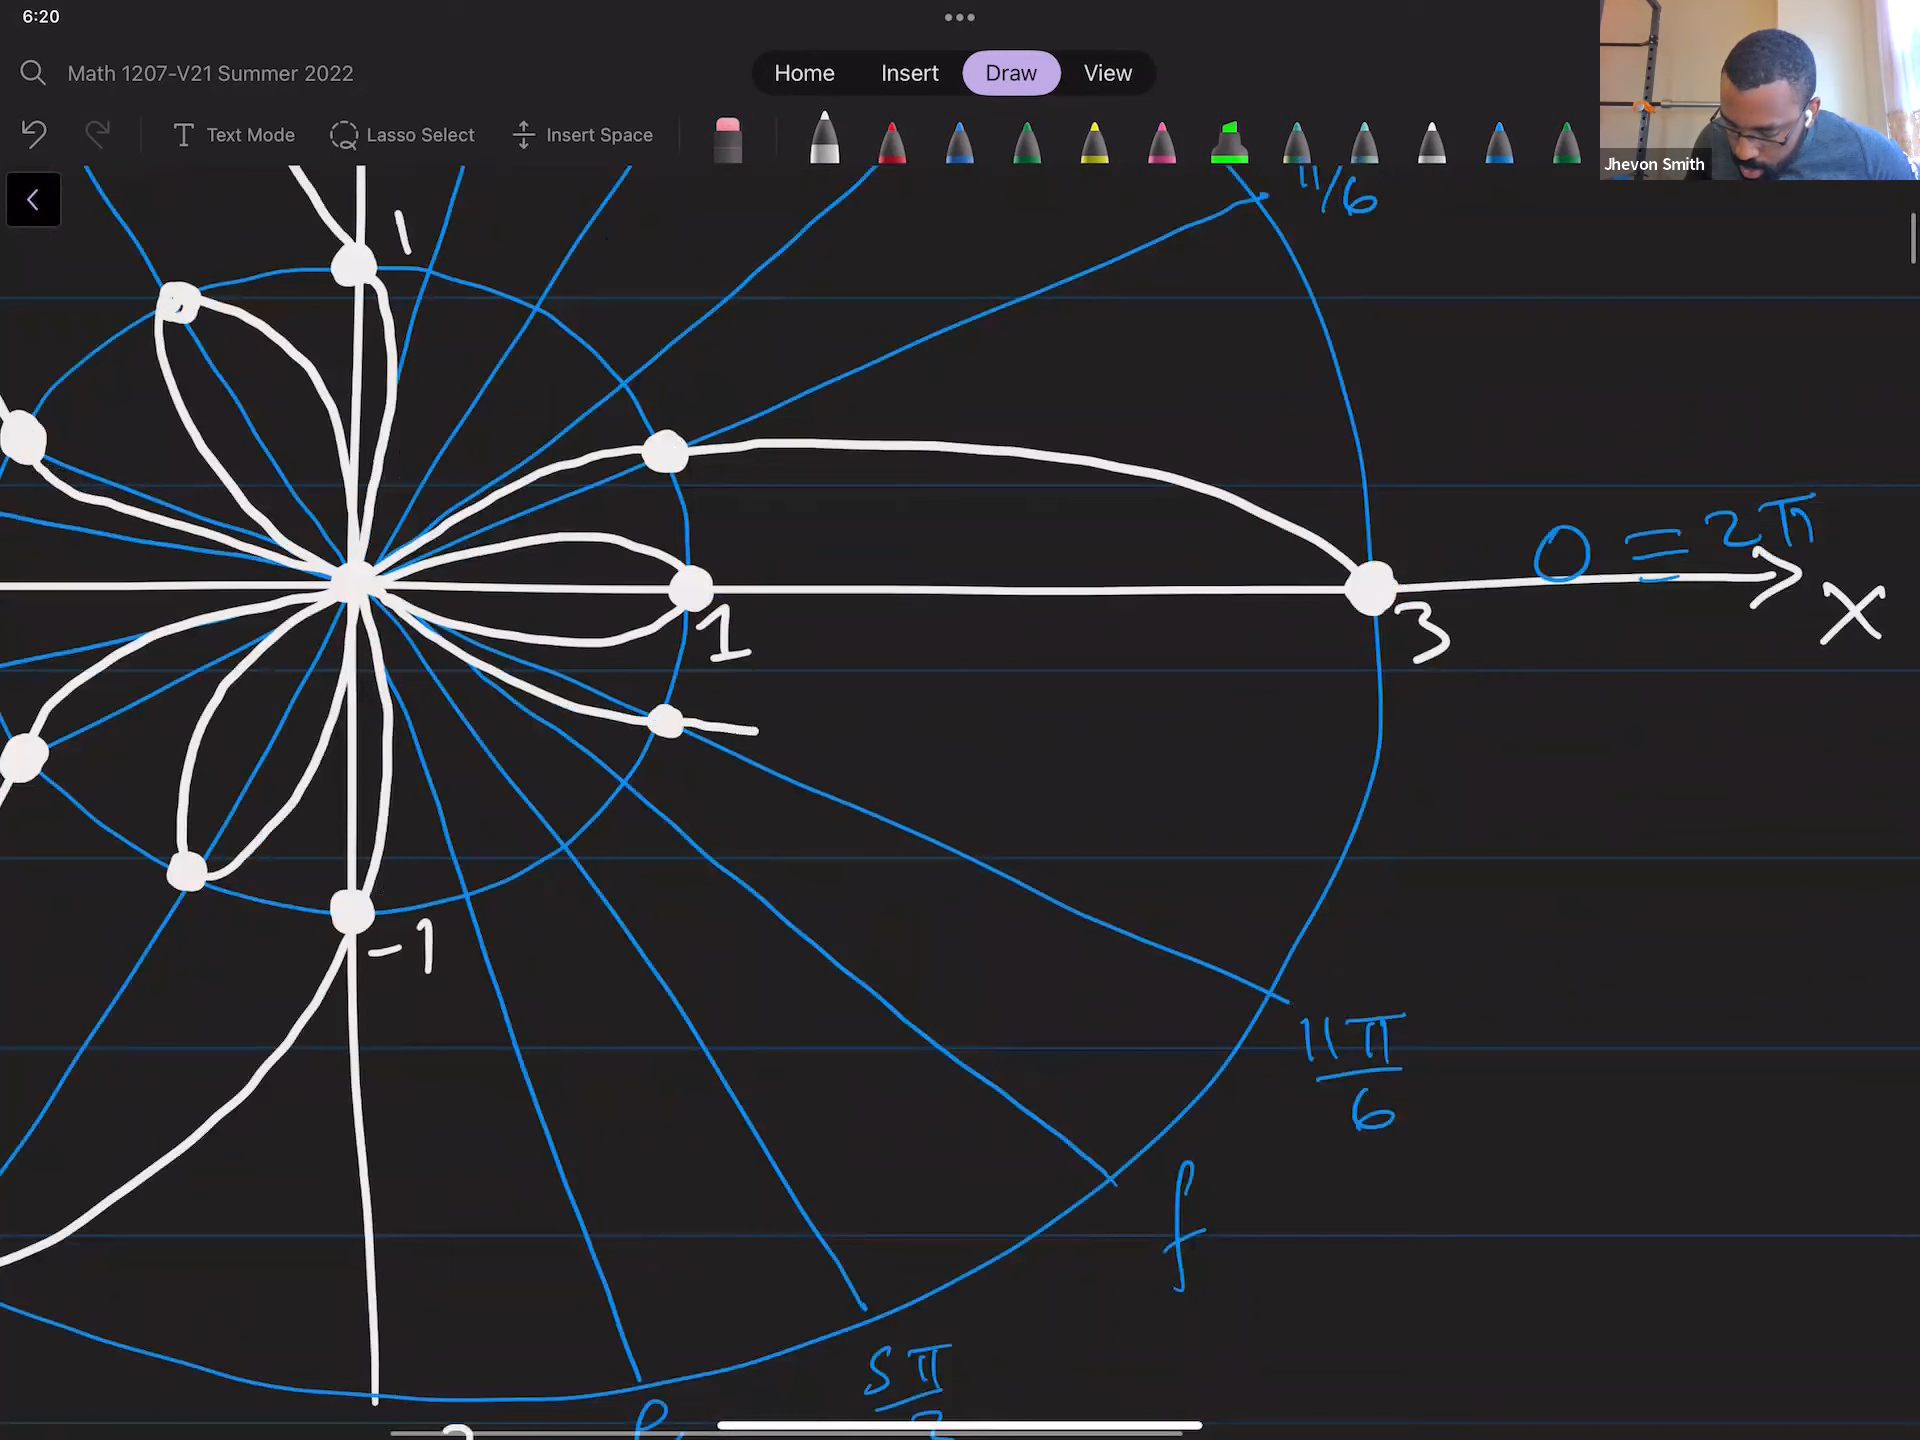 6:20
Math 1207-V21 Summer 2022
Home Insert Draw View
Text Mode Lasso Select Insert Space
Jhevon Smith
π/6
1
0 = 2π
1
3
X
-1
11π
6
f
5π